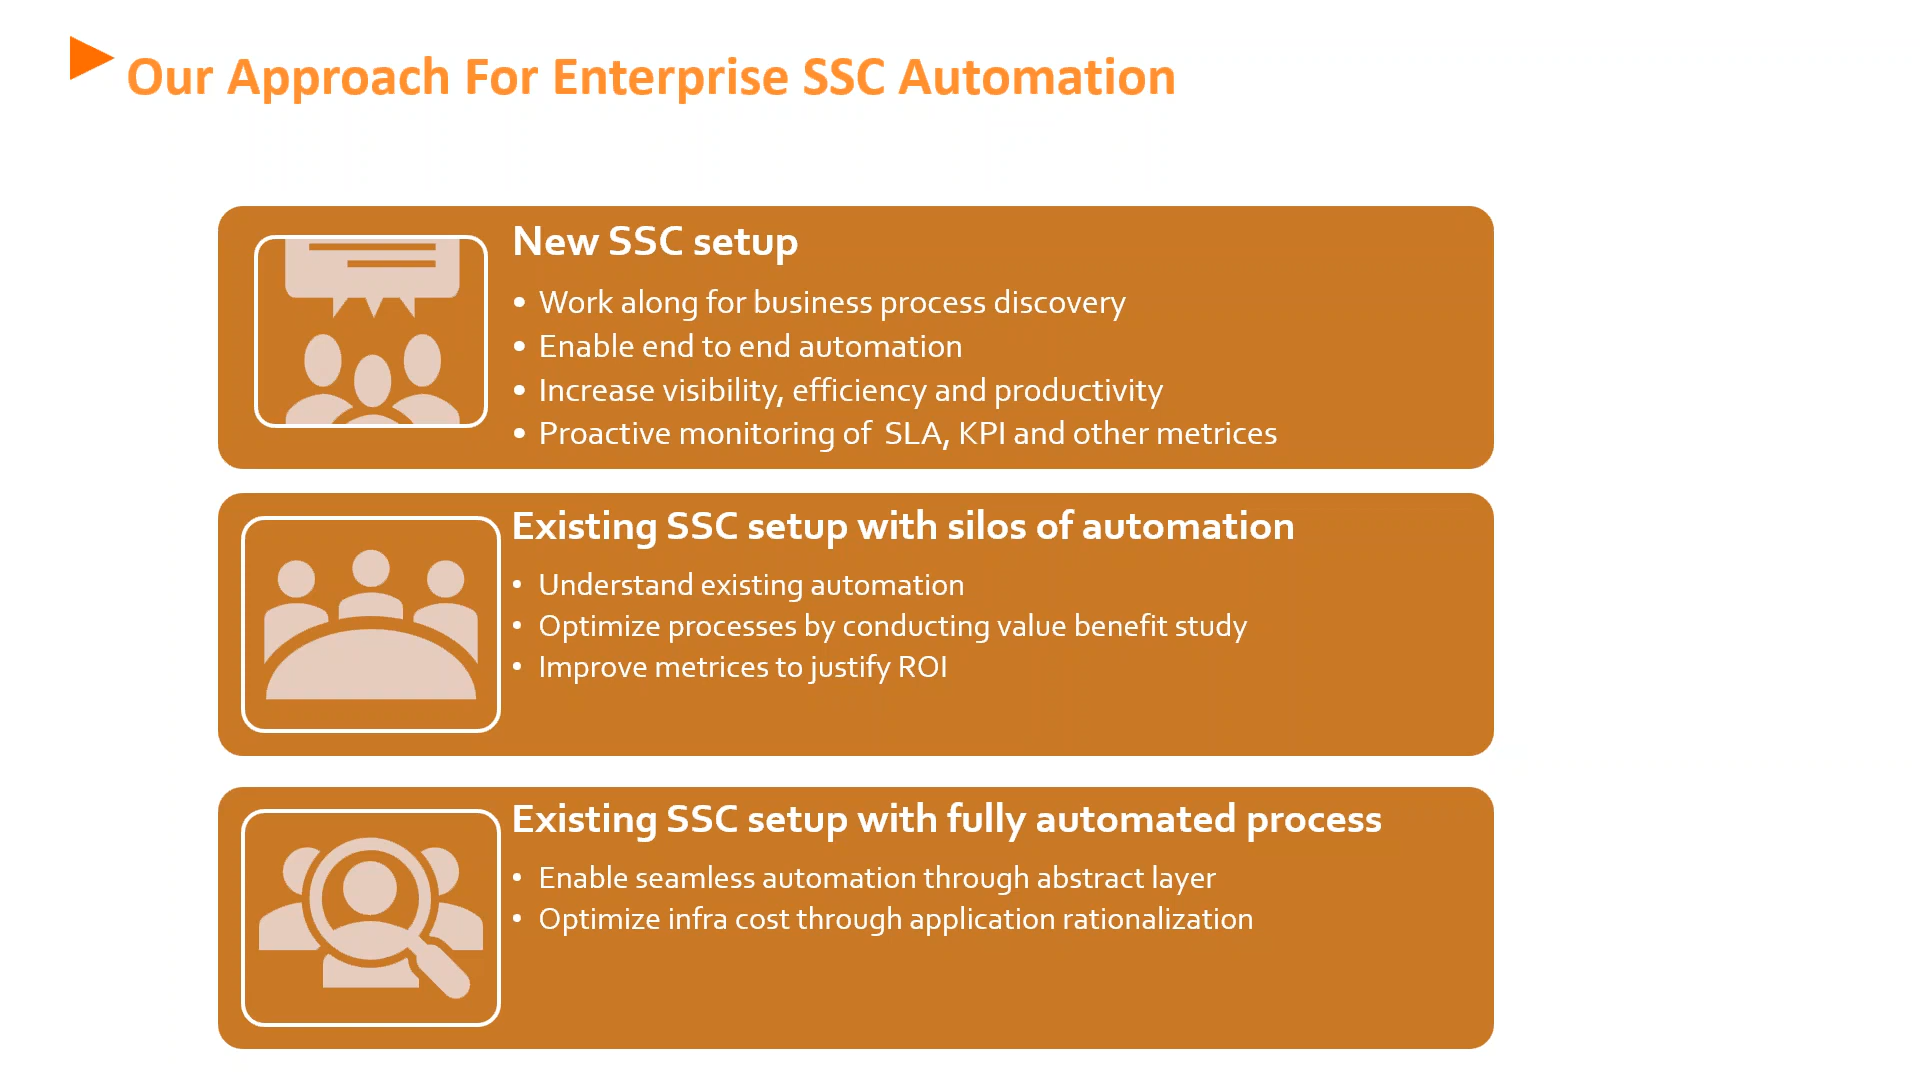 Our Approach For Enterprise SSC Automation
New SSC setup
• Work along for business process discovery
• Enable end to end automation
• Increase visibility, efficiency and productivity
• Proactive monitoring of  SLA, KPI and other metrices
Existing SSC setup with silos of automation
• Understand existing automation
• Optimize processes by conducting value benefit study
• Improve metrices to justify ROI
Existing SSC setup with fully automated process
• Enable seamless automation through abstract layer
• Optimize infra cost through application rationalization